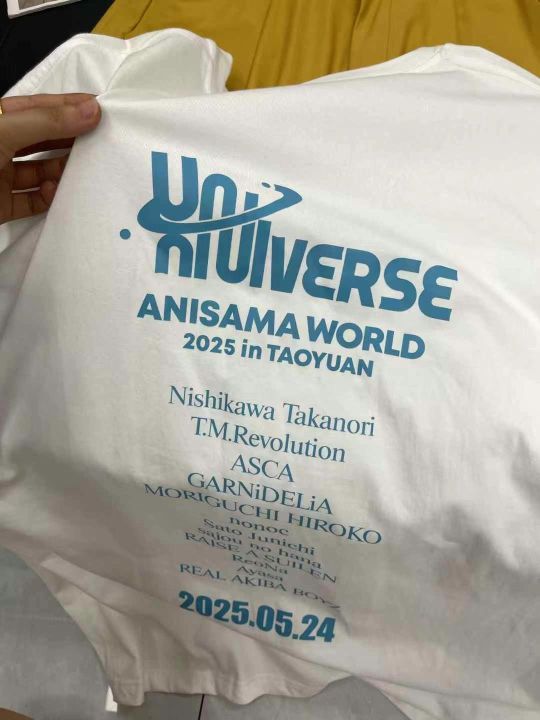 UNIVERSE
ANISAMA WORLD
2025 in TAOYUAN
Nishikawa Takanori
T.M.Revolution
ASCA
GARNiDELiA
MORIGUCHI HIROKO
nonoc
Sato Junichi
sajou no hana
RAISE A SUILEN
ReoNa
Ayasa
REAL AKIBA BOYZ
2025.05.24